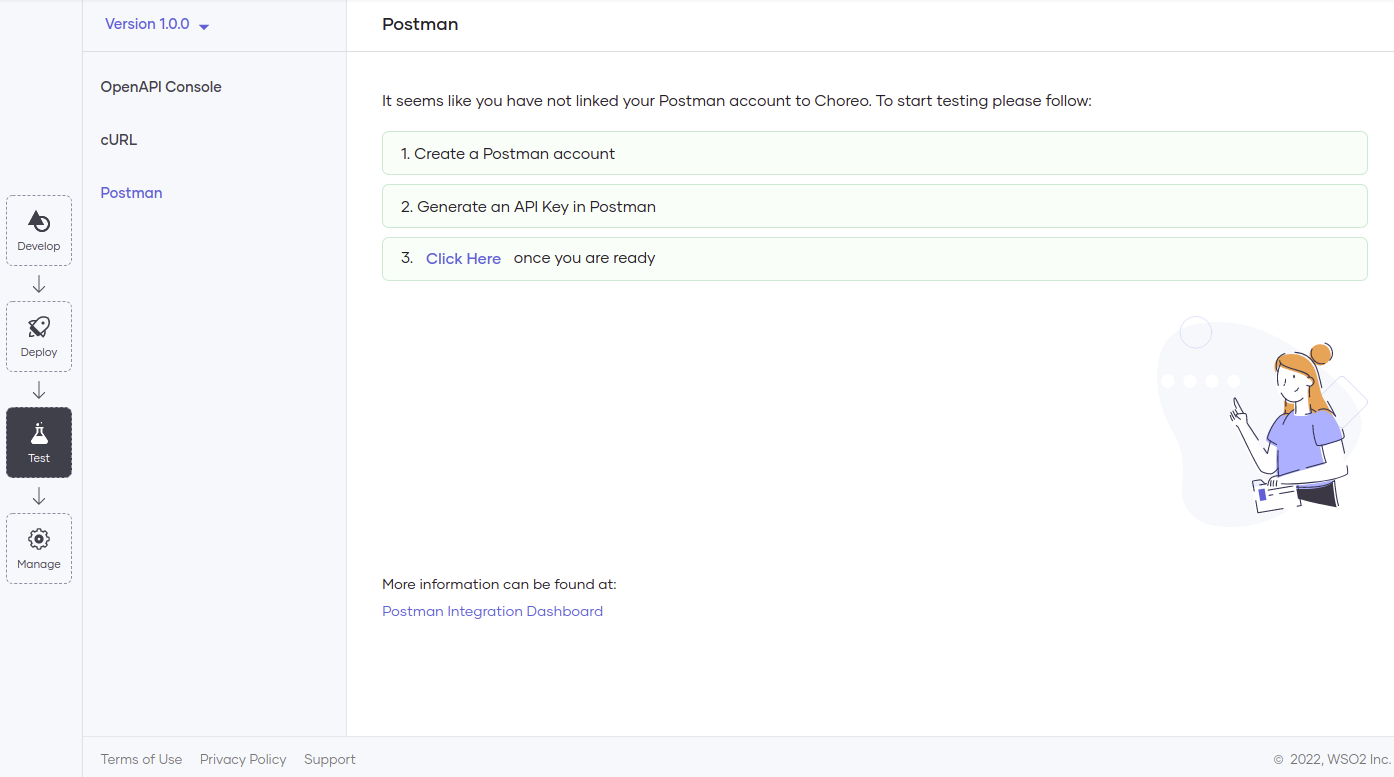 Version 1.0.0
Postman
OpenAPI Console
cURL
Postman
Develop
Deploy
Test
Manage
It seems like you have not linked your Postman account to Choreo. To start testing please follow:
1. Create a Postman account
2. Generate an API Key in Postman
3. Click Here once you are ready
More information can be found at:
Postman Integration Dashboard
Terms of Use Privacy Policy Support
© 2022, WSO2 Inc.